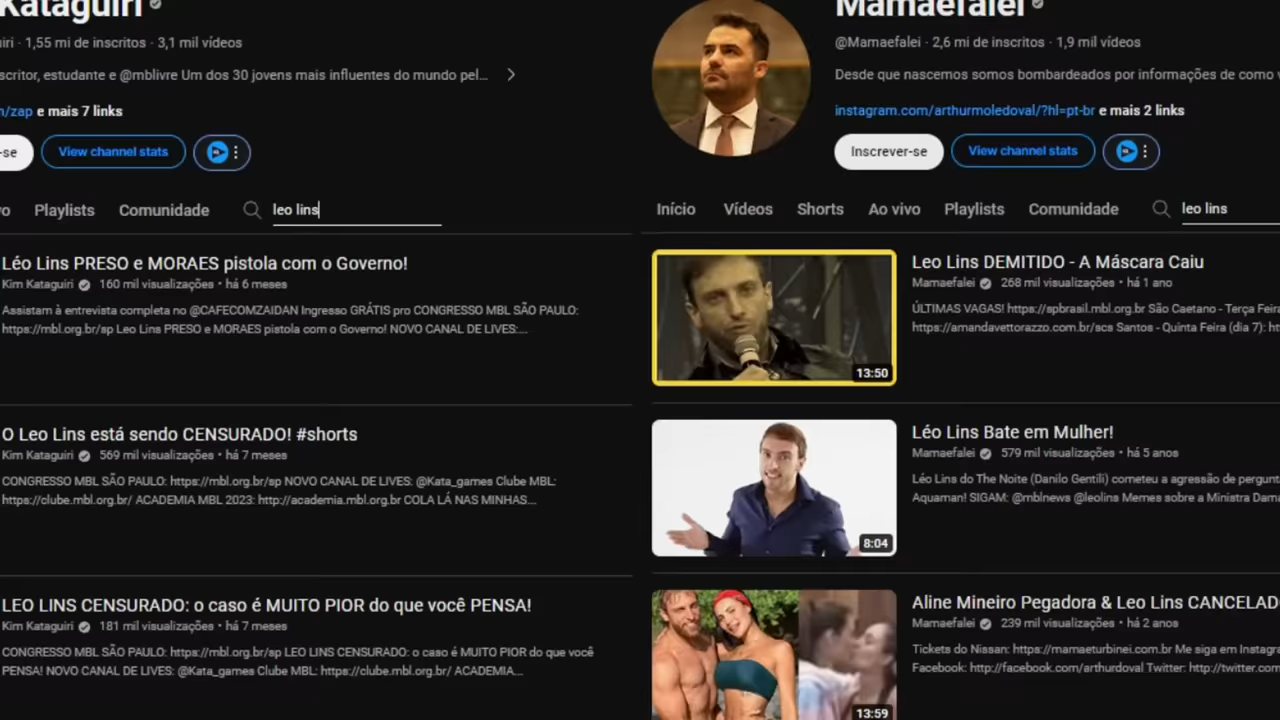 Kataguiri
iri · 1,55 mi de inscritos · 3,1 mil vídeos
scritor, estudante e @mblivre Um dos 30 jovens mais influentes do mundo pel...
n/zap e mais 7 links
-se
View channel stats
vo
Playlists
Comunidade
leo lins
Léo Lins PRESO e MORAES pistola com o Governo!
Kim Kataguiri 160 mil visualizações • há 6 meses
Assistam à entrevista completa no @CAFECOMZAIDAN Ingresso GRÁTIS pro CONGRESSO MBL SÃO PAULO:
https://mbl.org.br/sp Leo Lins PRESO e MORAES pistola com o Governo! NOVO CANAL DE LIVES:...
O Leo Lins está sendo CENSURADO! #shorts
Kim Kataguiri 569 mil visualizações • há 7 meses
CONGRESSO MBL SÃO PAULO: https://mbl.org.br/sp NOVO CANAL DE LIVES: @Kata_games Clube MBL:
https://clube.mbl.org.br/ ACADEMIA MBL 2023: http://academia.mbl.org.br COLA LÁ NAS MINHAS...
LEO LINS CENSURADO: o caso é MUITO PIOR do que você PENSA!
Kim Kataguiri 181 mil visualizações • há 7 meses
CONGRESSO MBL SÃO PAULO: https://mbl.org.br/sp LEO LINS CENSURADO: o caso é MUITO PIOR do que você
PENSA! NOVO CANAL DE LIVES: @Kata_games Clube MBL: https://clube.mbl.org.br/ ACADEMIA...
Mamaefalei
@Mamaefalei · 2,6 mi de inscritos · 1,9 mil vídeos
Desde que nascemos somos bombardeados por informações de como v
instagram.com/arthurmoledoval/?hl=pt-br e mais 2 links
Inscrever-se
View channel stats
Início
Vídeos
Shorts
Ao vivo
Playlists
Comunidade
leo lins
13:50
Leo Lins DEMITIDO - A Máscara Caiu
Mamaefalei 268 mil visualizações • há 1 ano
ÚLTIMAS VAGAS! https://spbrasil.mbl.org.br São Caetano - Terça Feira
https://amandavettorazzo.com.br/scs Santos - Quinta Feira (dia 7): ht
8:04
Léo Lins Bate em Mulher!
Mamaefalei 579 mil visualizações • há 5 anos
Léo Lins do The Noite (Danilo Gentili) cometeu a agressão de pergunt
Aquaman! SIGAM: @mblnews @leolins Memes sobre a Ministra Dama
13:59
Aline Mineiro Pegadora & Leo Lins CANCELAD
Mamaefalei 239 mil visualizações • há 2 anos
Tickets do Nissan: https://mamaeturbinei.com.br Me siga em Instagra
Facebook: http://facebook.com/arthurdoval Twitter: http://twitter.com